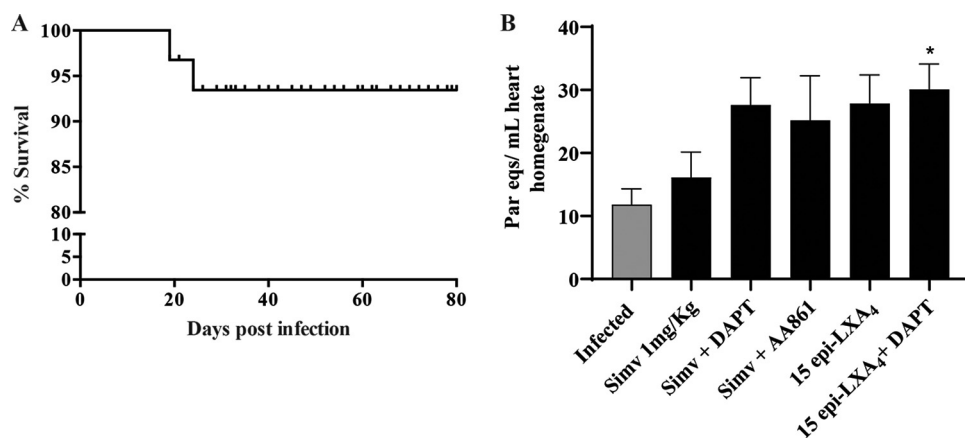 A
% Survival
100
95
90
85
80
10
5
0
0
20
40
60
80
Days post infection
B
Par eqs/ mL heart
homegenate
40
30
20
10
0
*
Infected
Simv 1mg/Kg
Simv + DAPT
Simv + AA861
15 epi-LXA₄
15 epi-LXA₄+ DAPT